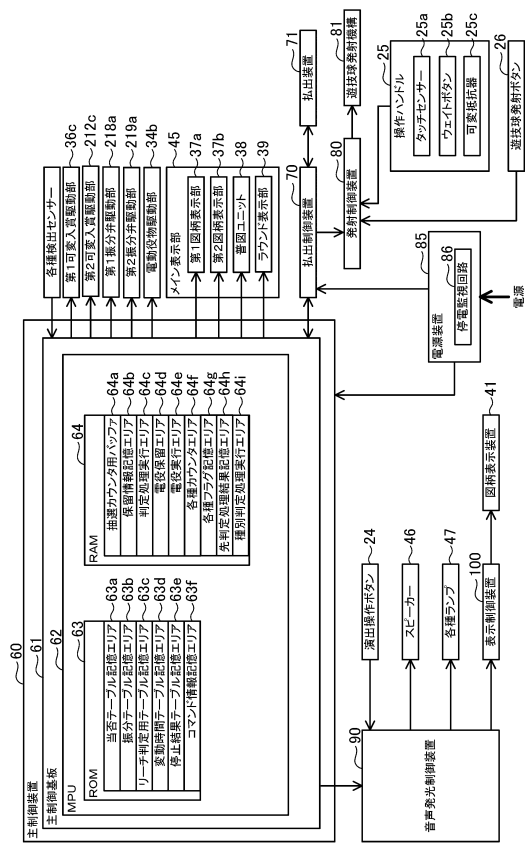 60
主制御装置
61
主制御基板
62
MPU
63
ROM
当否テーブル記憶エリア 63a
振分テーブル記憶エリア 63b
リーチ判定用テーブル記憶エリア 63c
変動時間テーブル記憶エリア 63d
停止結果テーブル記憶エリア 63e
コマンド情報記憶エリア 63f
64
RAM
抽選カウンタ用バッファ 64a
保留情報記憶エリア 64b
判定処理実行エリア 64c
電役保留エリア 64d
電役実行エリア 64e
各種カウンタエリア 64f
各種フラグ記憶エリア 64g
先判定処理結果記憶エリア 64h
種別判定処理実行エリア 64i
各種検出センサー
第1可変入賞駆動部 36c
第2可変入賞駆動部 212c
第1振分弁駆動部 218a
第2振分弁駆動部 219a
電動役物駆動部 34b
メイン表示部 45
第1図柄表示部 37a
第2図柄表示部 37b
普図ユニット 38
ラウンド表示部 39
払出制御装置 70
払出装置 71
発射制御装置 80
遊技球発射機構 81
操作ハンドル 25
タッチセンサー 25a
ウェイトボタン 25b
可変抵抗器 25c
遊技球発射ボタン 26
電源装置 85
停電監視回路 86
電源
音声発光制御装置 90
演出操作ボタン 24
スピーカー 46
各種ランプ 47
表示制御装置 100
図柄表示装置 41